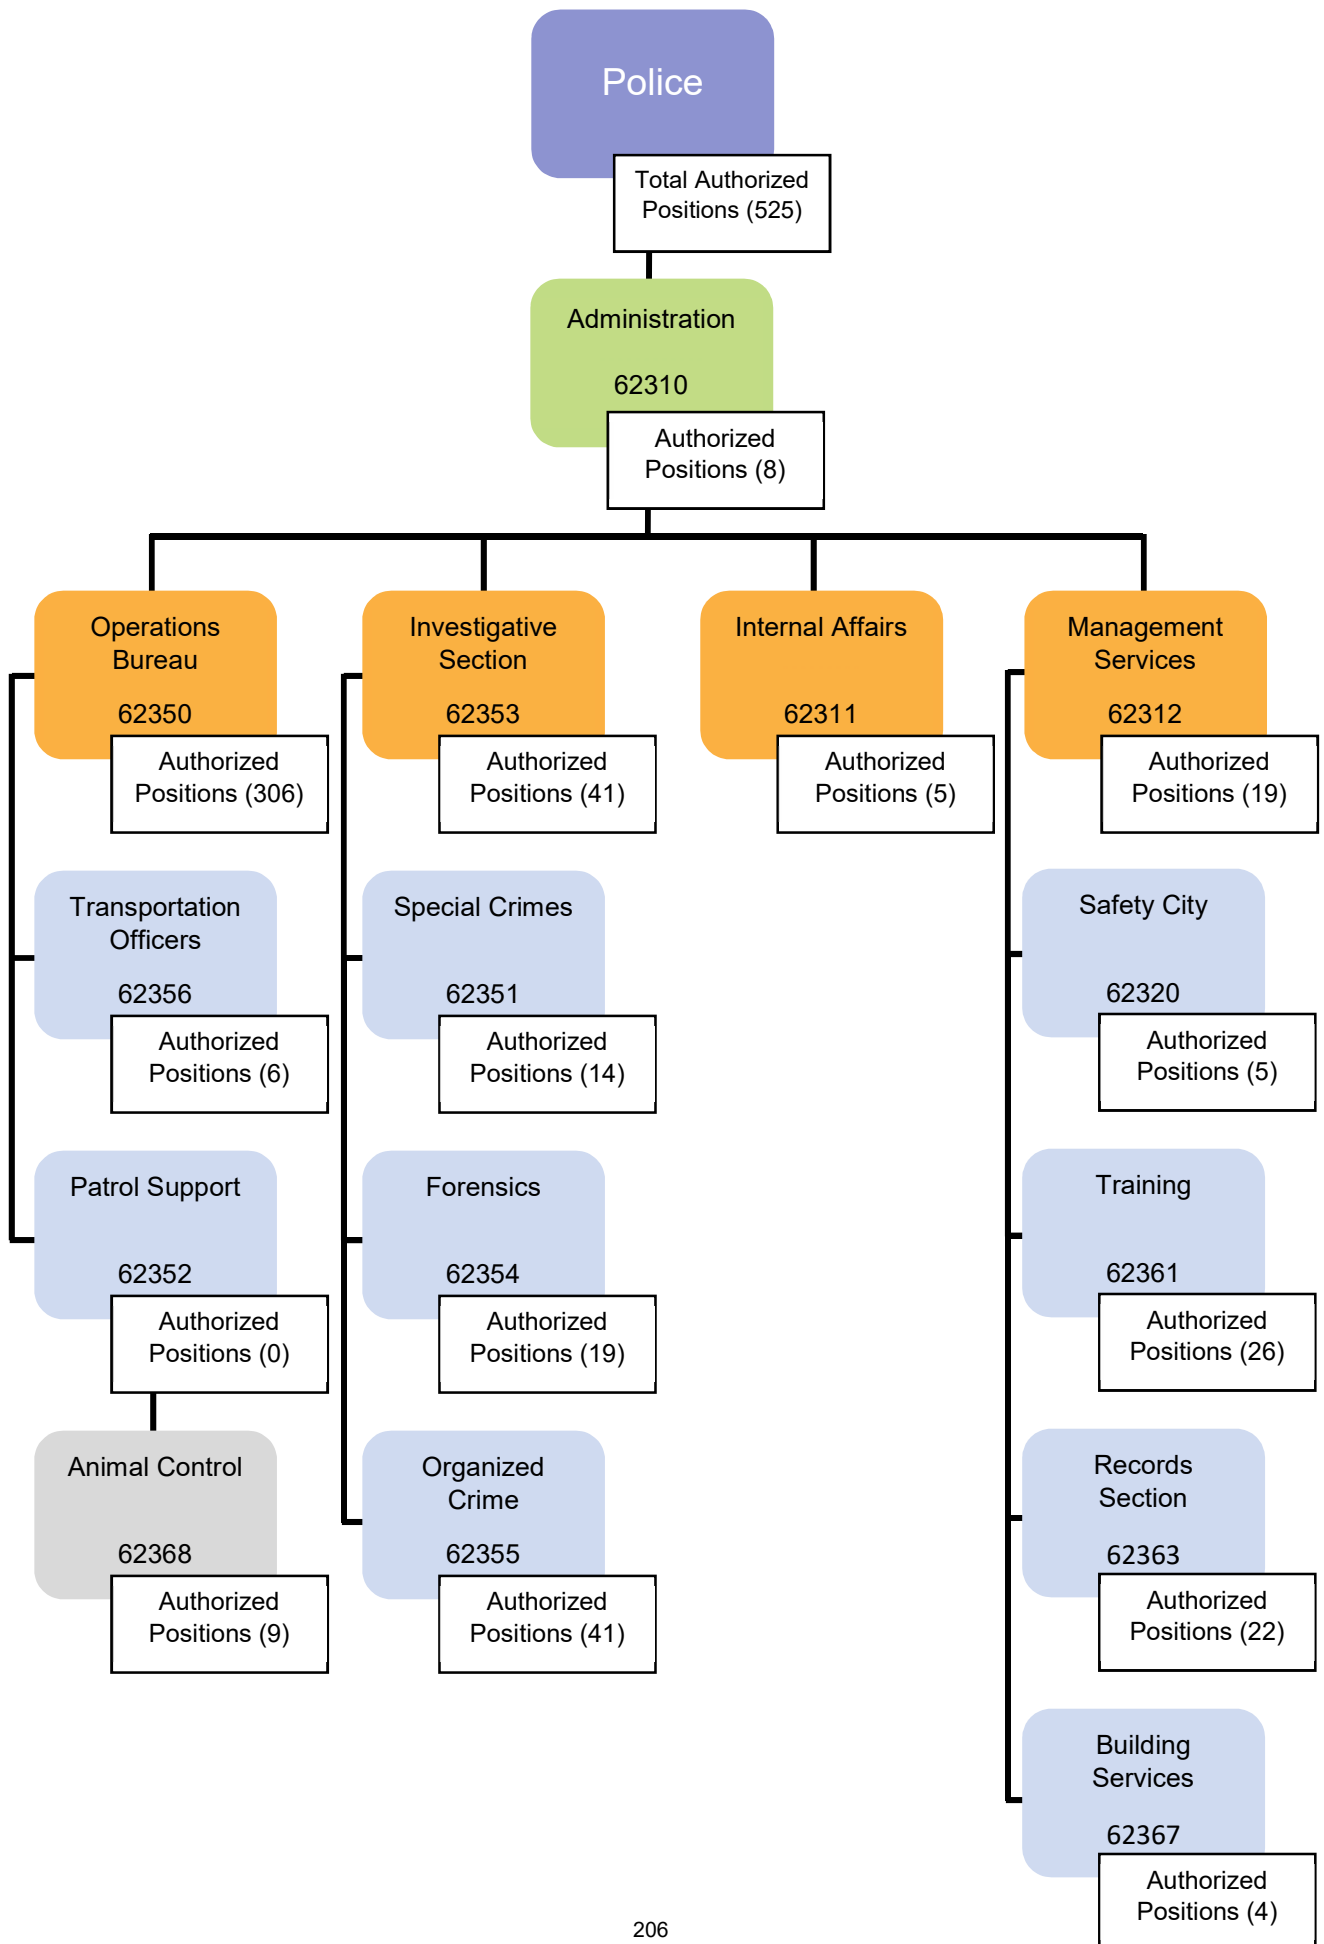 Police
Total Authorized
Positions (525)
Administration
62310
Authorized
Positions (8)
Operations
Bureau
62350
Authorized
Positions (306)
Investigative
Section
62353
Authorized
Positions (41)
Internal Affairs
62311
Authorized
Positions (5)
Management
Services
62312
Authorized
Positions (19)
Transportation
Officers
62356
Authorized
Positions (6)
Special Crimes
62351
Authorized
Positions (14)
Safety City
62320
Authorized
Positions (5)
Patrol Support
62352
Authorized
Positions (0)
Forensics
62354
Authorized
Positions (19)
Training
62361
Authorized
Positions (26)
Animal Control
62368
Authorized
Positions (9)
Organized
Crime
62355
Authorized
Positions (41)
Records
Section
62363
Authorized
Positions (22)
Building
Services
62367
Authorized
Positions (4)
206